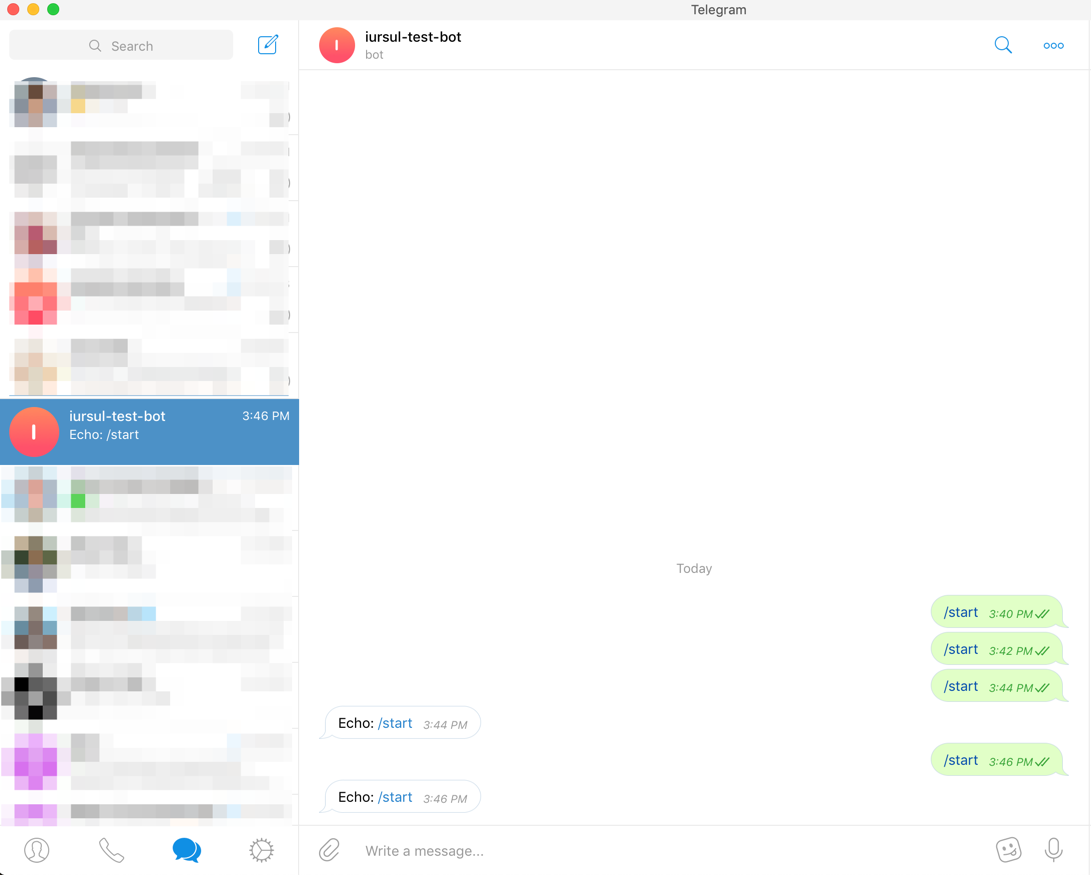 Telegram
Search
I
iursul-test-bot
bot
I
iursul-test-bot 3:46 PM
Echo: /start
Today
/start 3:40 PM
/start 3:42 PM
/start 3:44 PM
Echo: /start 3:44 PM
/start 3:46 PM
Echo: /start 3:46 PM
Write a message...